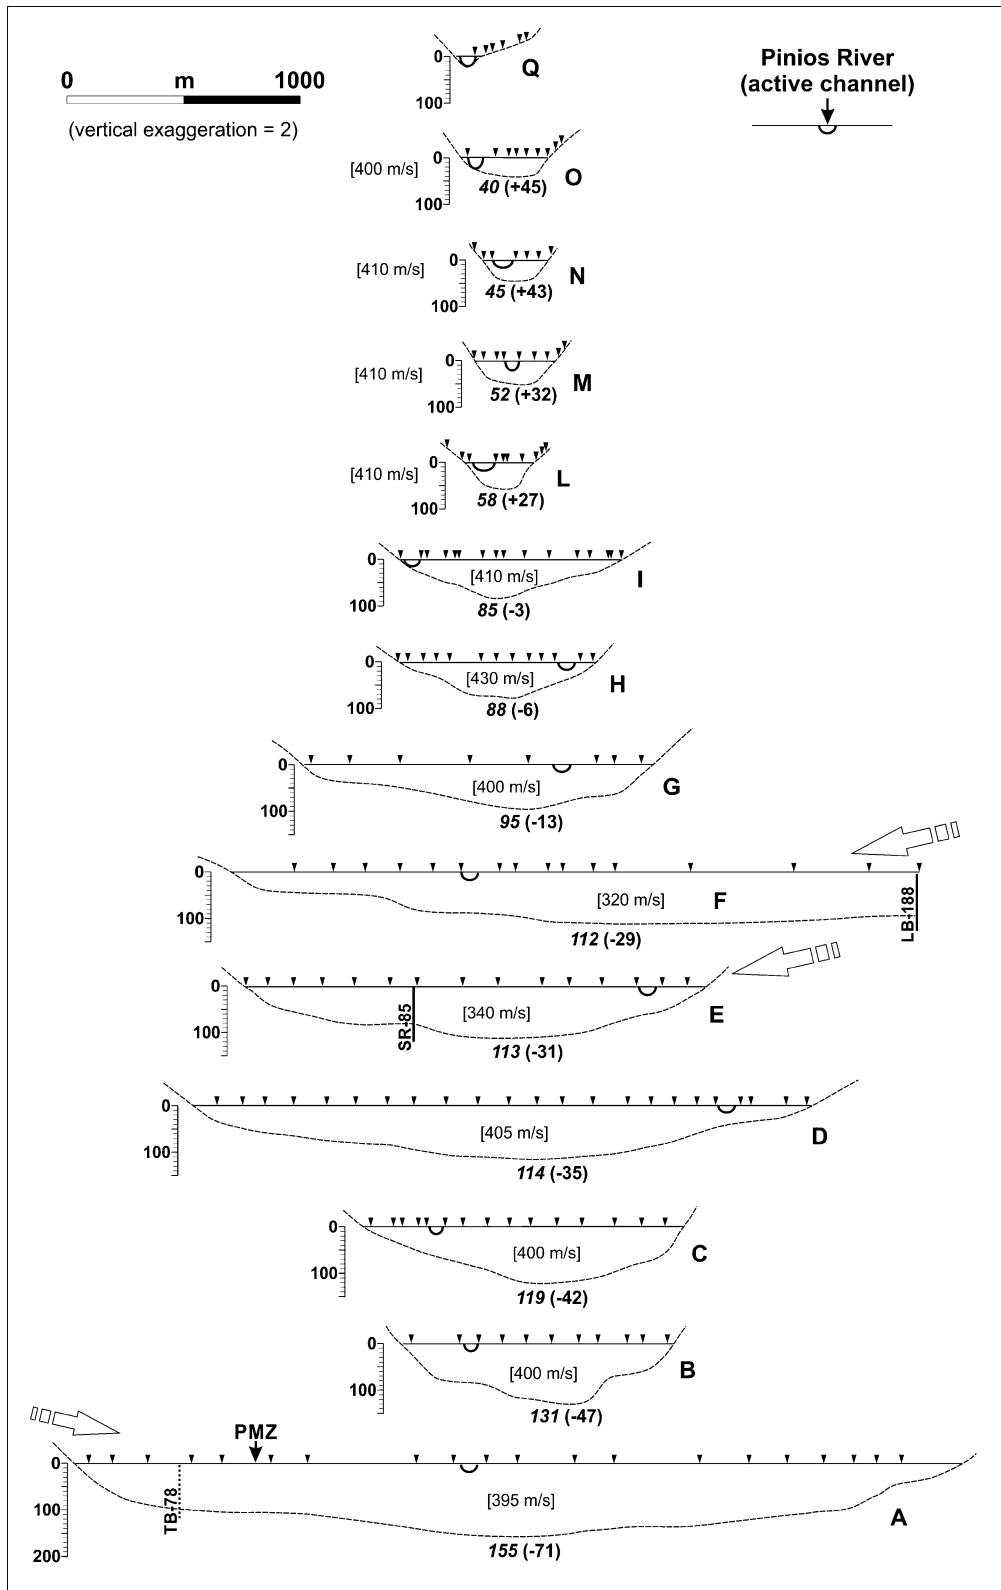 0 m 1000
(vertical exaggeration = 2)
Pinios River
(active channel)
0
100
Q
[400 m/s]
0
100
40 (+45)
O
[410 m/s]
0
100
45 (+43)
N
[410 m/s]
0
100
52 (+32)
M
[410 m/s]
0
100
58 (+27)
L
0
100
[410 m/s]
85 (-3)
I
0
100
[430 m/s]
88 (-6)
H
0
100
[400 m/s]
95 (-13)
G
0
100
[320 m/s]
F
LB-188
112 (-29)
0
100
SR-85
[340 m/s]
E
113 (-31)
0
100
[405 m/s]
D
114 (-35)
0
100
[400 m/s]
C
119 (-42)
0
100
[400 m/s]
B
131 (-47)
PMZ
0
100
200
TB-78
[395 m/s]
A
155 (-71)